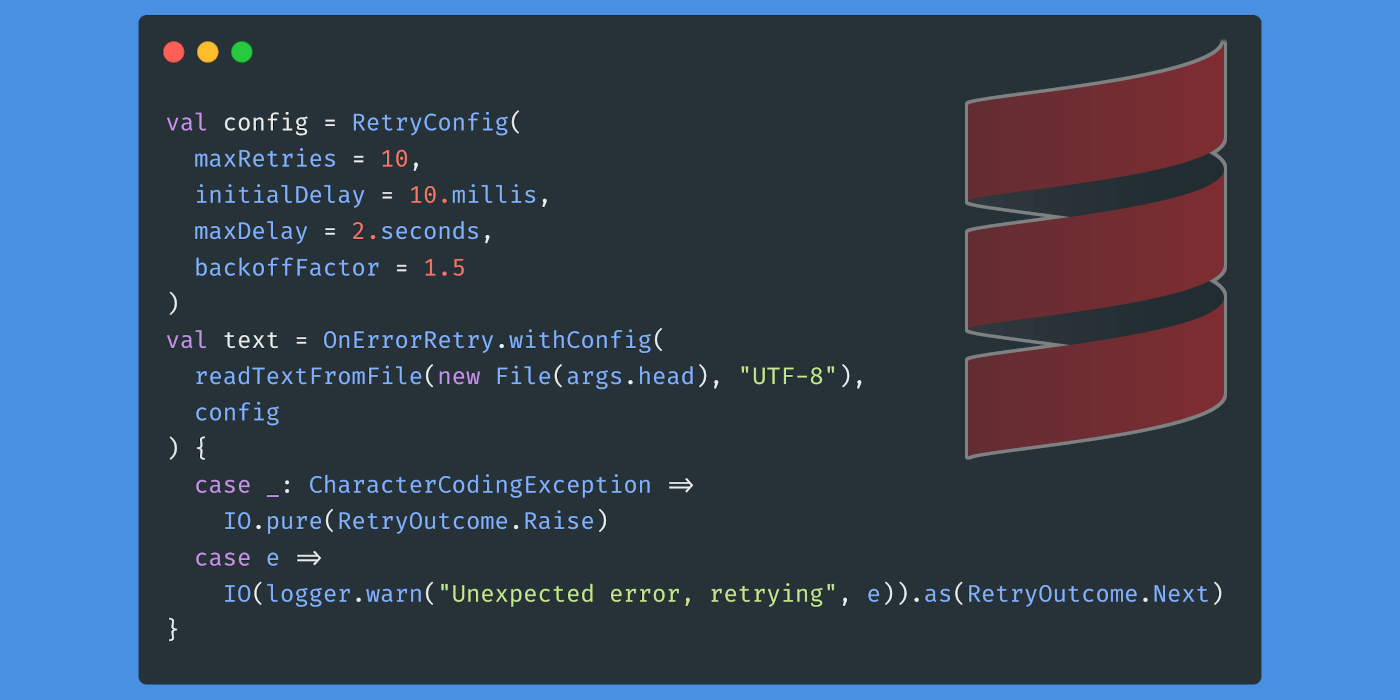 val config = RetryConfig(
  maxRetries = 10,
  initialDelay = 10.millis,
  maxDelay = 2.seconds,
  backoffFactor = 1.5
)
val text = OnErrorRetry.withConfig(
  readTextFromFile(new File(args.head), "UTF-8"),
  config
) {
  case _: CharacterCodingException =>
    IO.pure(RetryOutcome.Raise)
  case e =>
    IO(logger.warn("Unexpected error, retrying", e)).as(RetryOutcome.Next)
}